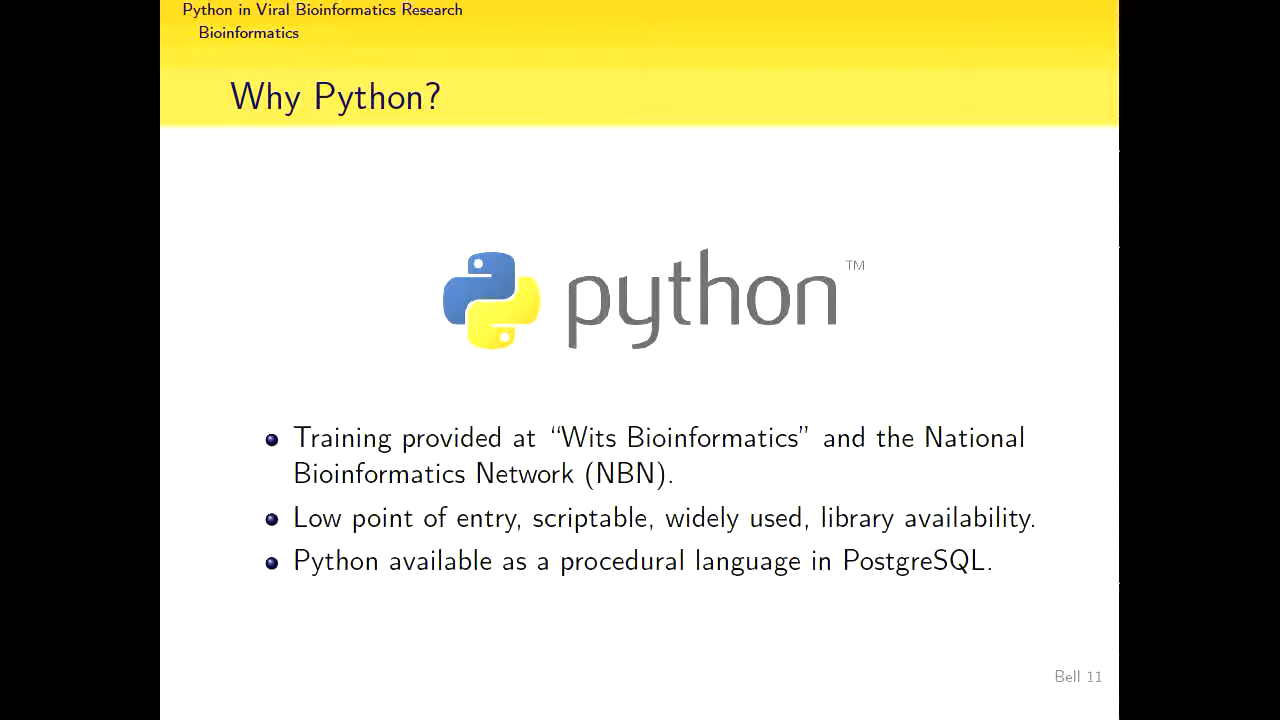 Python in Viral Bioinformatics Research
Bioinformatics
Why Python?
python™
Training provided at “Wits Bioinformatics” and the National
Bioinformatics Network (NBN).
Low point of entry, scriptable, widely used, library availability.
Python available as a procedural language in PostgreSQL.
Bell 11